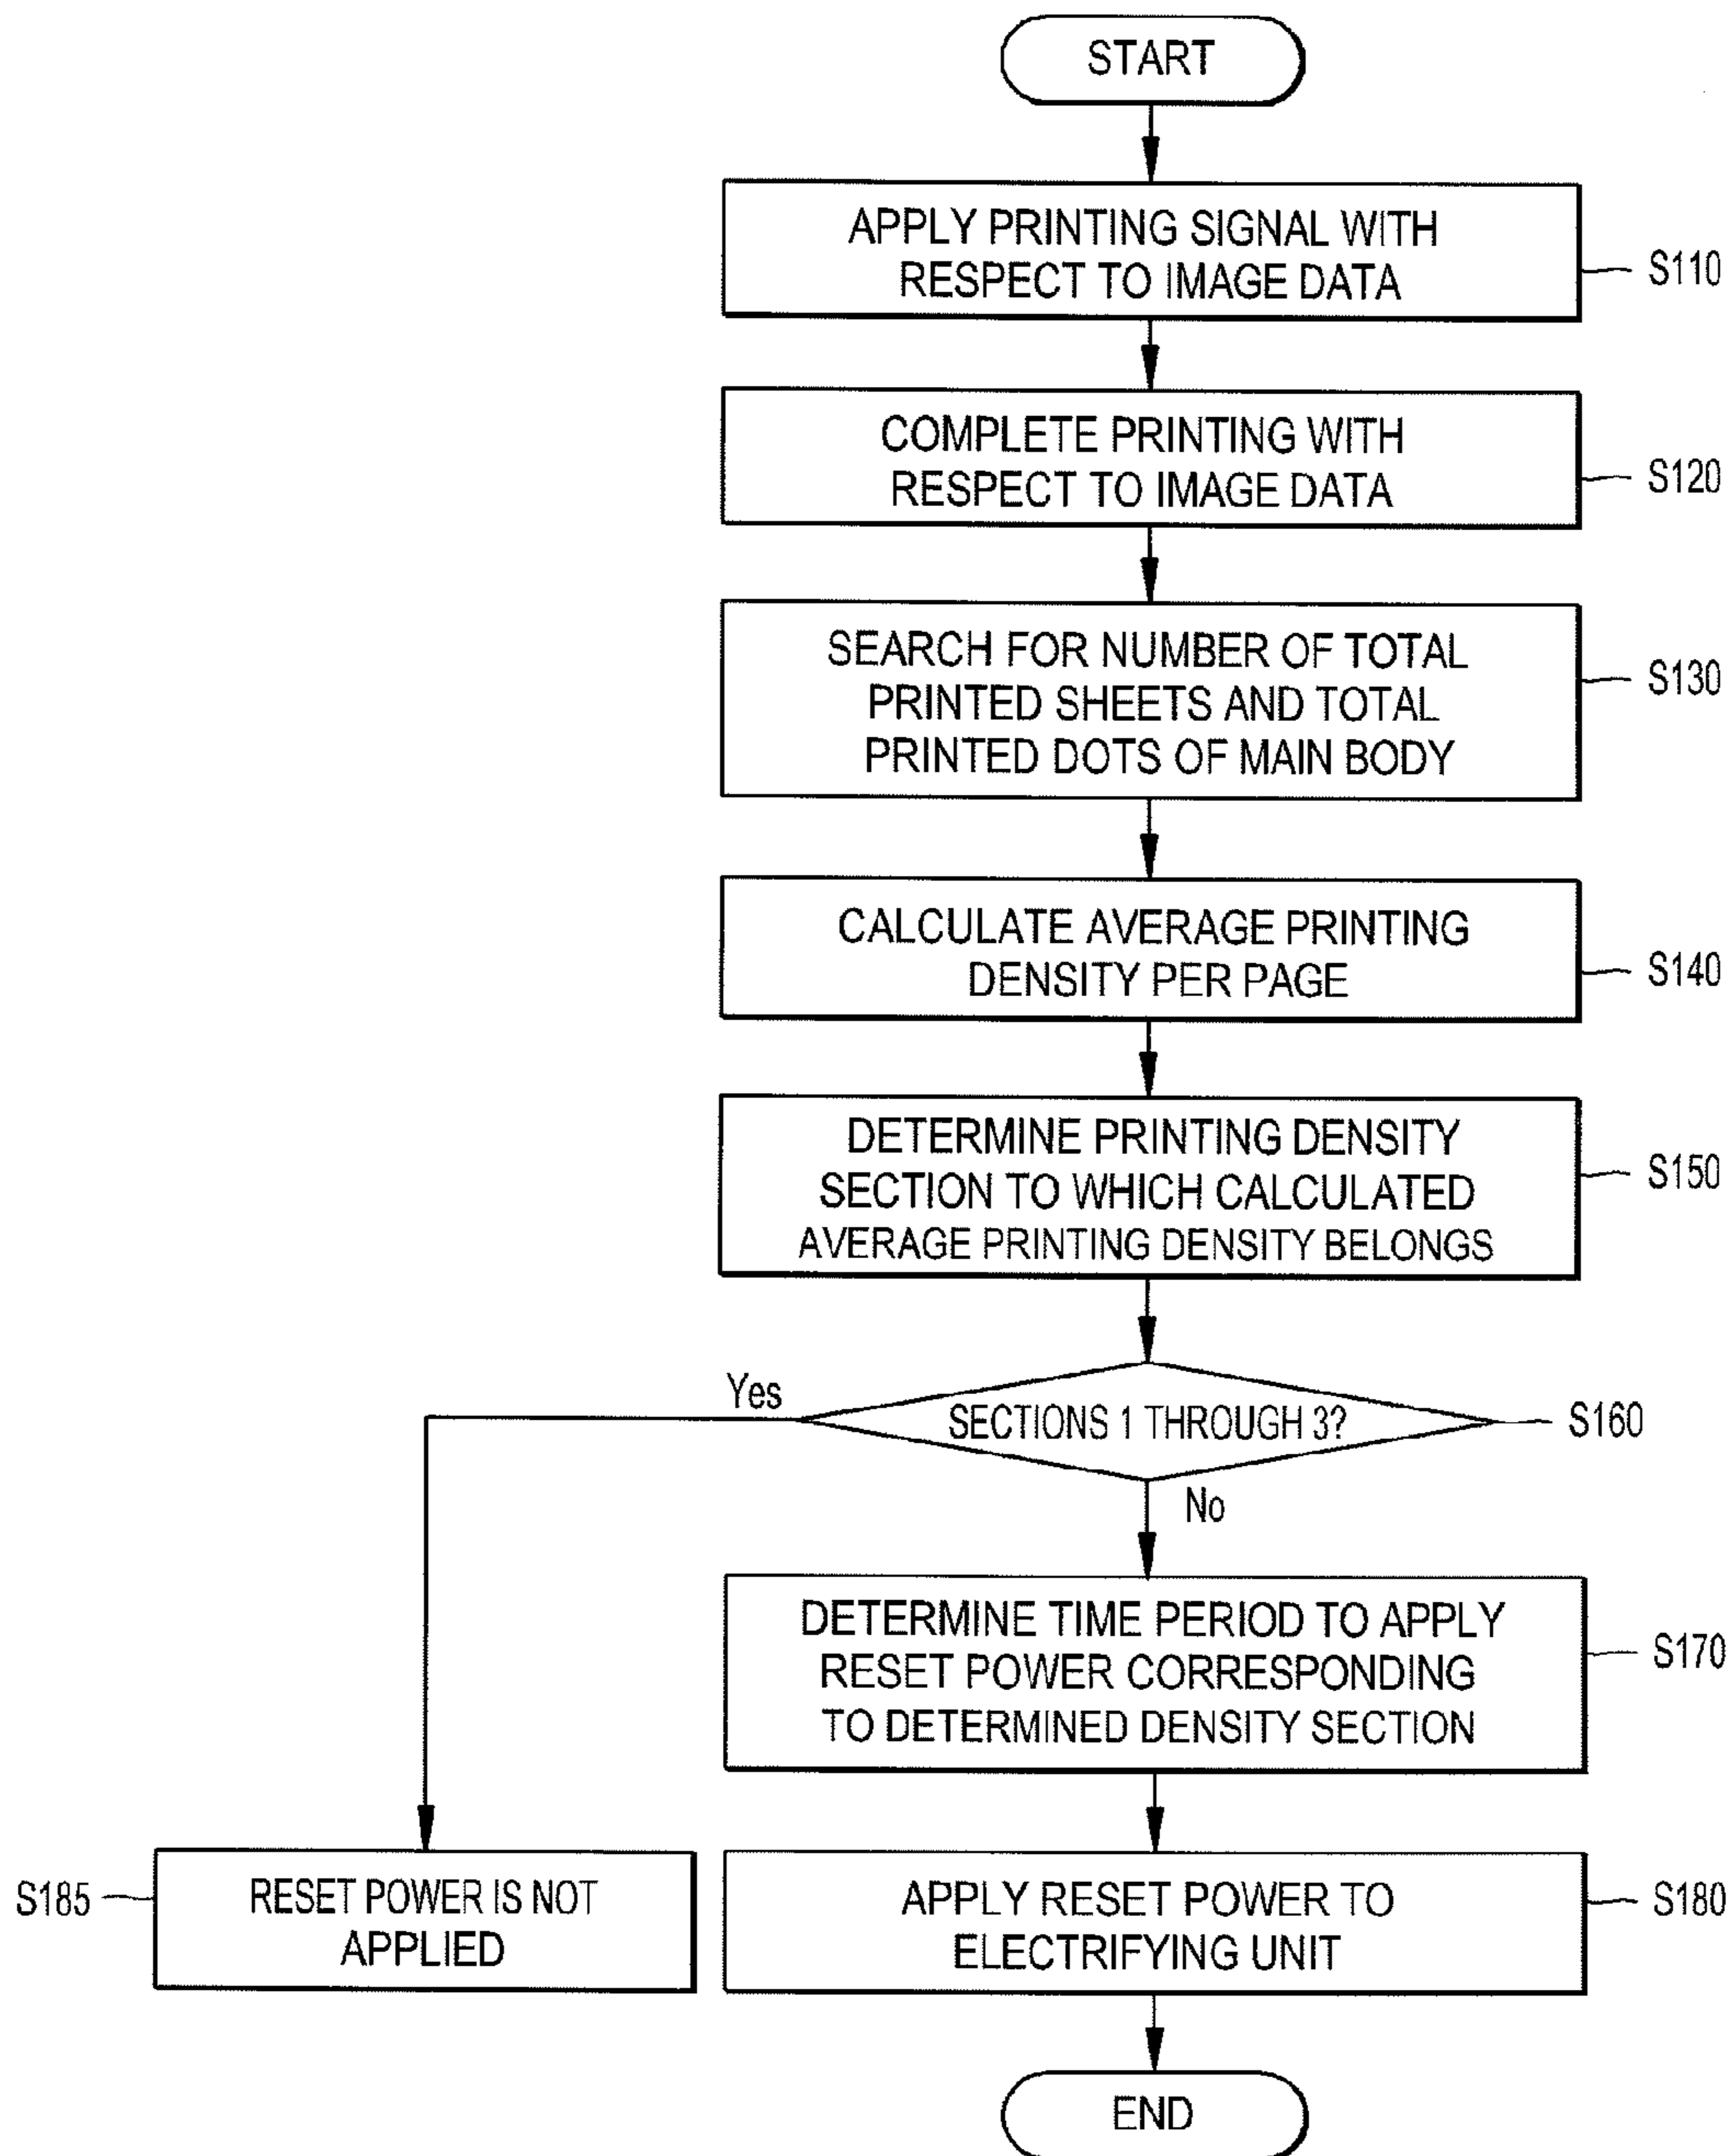 START
APPLY PRINTING SIGNAL WITH
RESPECT TO IMAGE DATA
S110
COMPLETE PRINTING WITH
RESPECT TO IMAGE DATA
S120
SEARCH FOR NUMBER OF TOTAL
PRINTED SHEETS AND TOTAL
PRINTED DOTS OF MAIN BODY
S130
CALCULATE AVERAGE PRINTING
DENSITY PER PAGE
S140
DETERMINE PRINTING DENSITY
SECTION TO WHICH CALCULATED
AVERAGE PRINTING DENSITY BELONGS
S150
Yes
SECTIONS 1 THROUGH 3?
S160
No
DETERMINE TIME PERIOD TO APPLY
RESET POWER CORRESPONDING
TO DETERMINED DENSITY SECTION
S170
S185
RESET POWER IS NOT
APPLIED
APPLY RESET POWER TO
ELECTRIFYING UNIT
S180
END